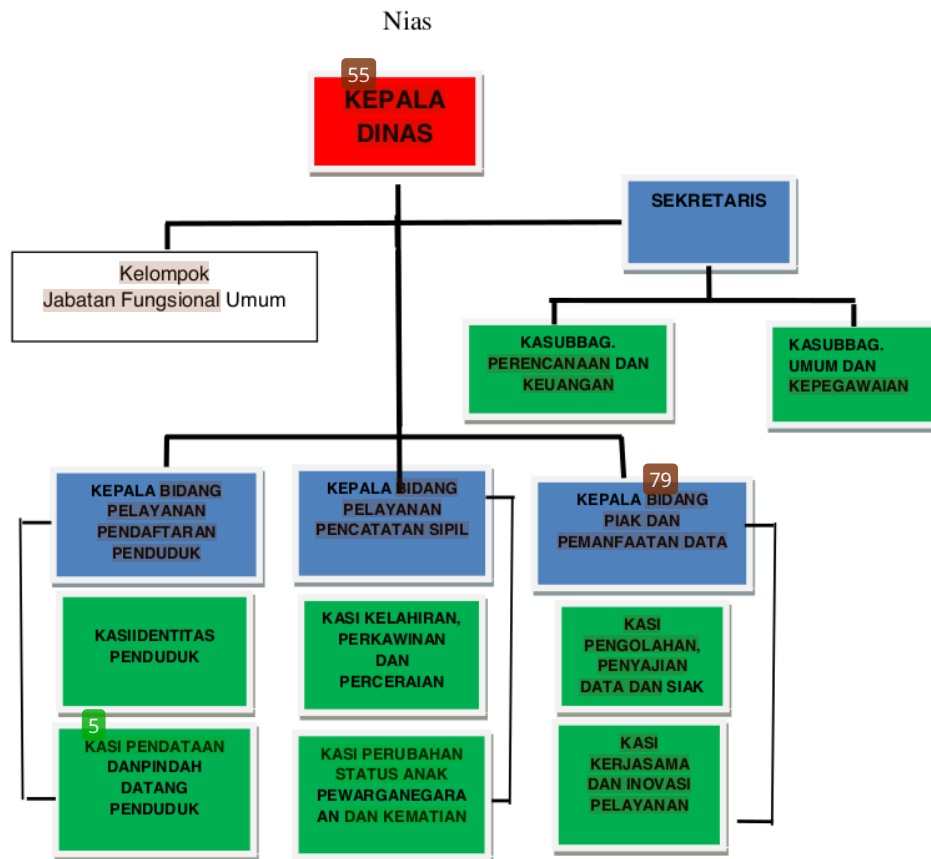 Nias
55
KEPALA
DINAS
SEKRETARIS
Kelompok
Jabatan Fungsional Umum
KASUBBAG.
PERENCANAAN DAN
KEUANGAN
KASUBBAG.
UMUM DAN
KEPEGAWAIAN
KEPALA BIDANG
PELAYANAN
PENDAFTARAN
PENDUDUK
KEPALA BIDANG
PELAYANAN
PENCATATAN SIPIL
79
KEPALA BIDANG
PIAK DAN
PEMANFAATAN DATA
KASIIDENTITAS
PENDUDUK
KASI KELAHIRAN,
PERKAWINAN
DAN
PERCERAIAN
KASI
PENGOLAHAN,
PENYAJIAN
DATA DAN SIAK
5
KASI PENDATAAN
DANPINDAH
DATANG
PENDUDUK
KASI PERUBAHAN
STATUS ANAK
PEWARGANEGARA
AN DAN KEMATIAN
KASI
KERJASAMA
DAN INOVASI
PELAYANAN